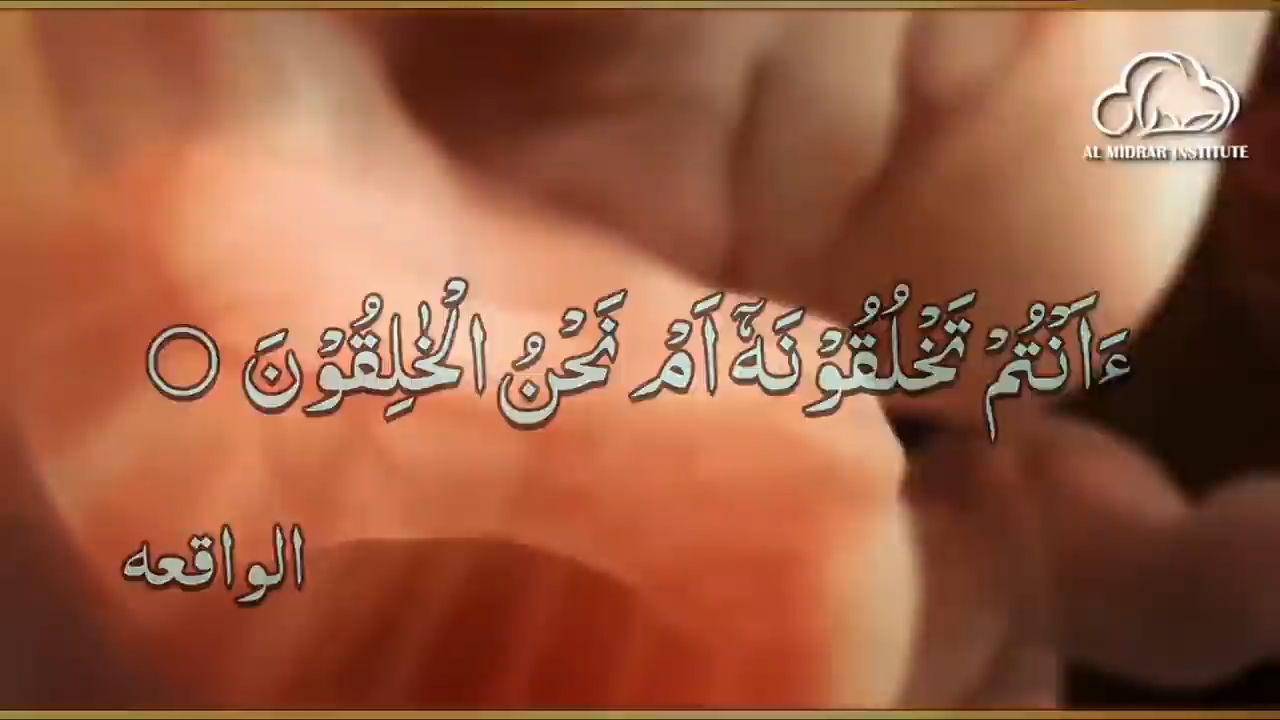 AL MIDRAR INSTITUTE
ءَاَنْتُمْ تَخْلُقُوْنَهٗٓ اَمْ نَحْنُ الْخٰلِقُوْنَ ○
الواقعه